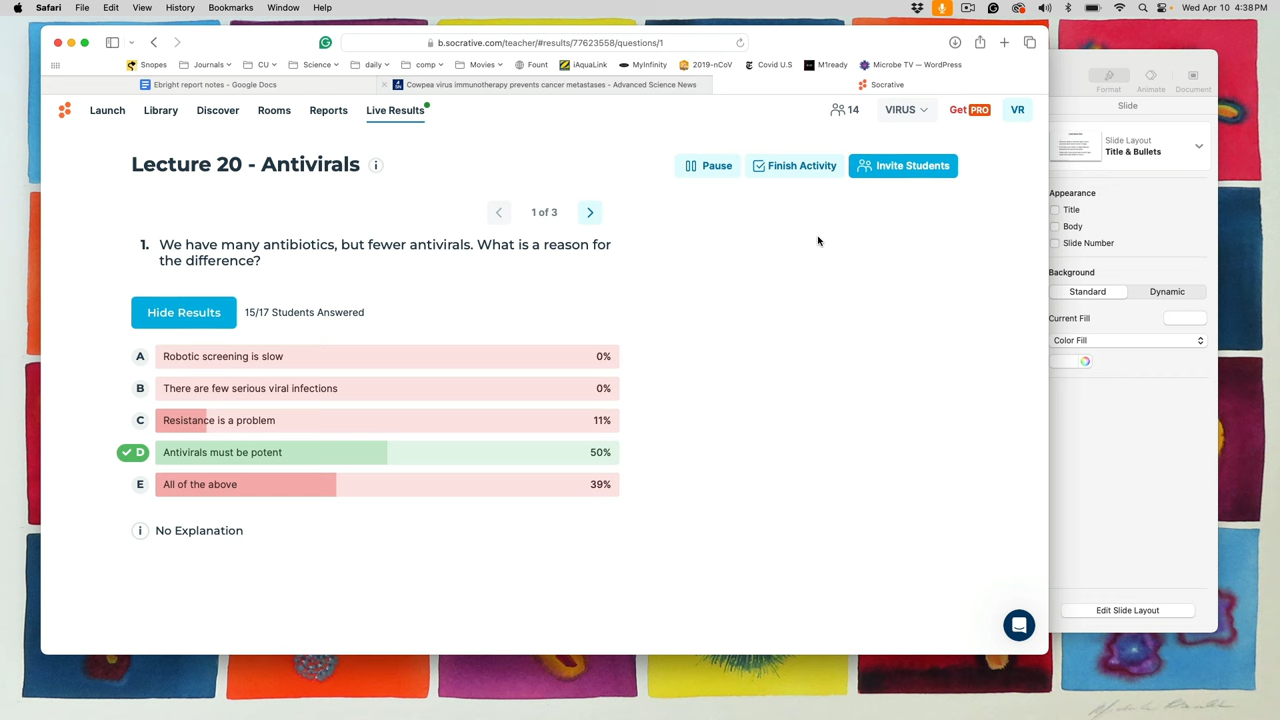 Safari File Edit View History Bookmarks Window Help Wed Apr 10 4:38 PM
b.socrative.com/teacher/#results/77623558/questions/1
Snopes Journals CU Science daily comp Movies Fount iAquaLink MyInfinity 2019-nCoV Covid U.S M1ready Microbe TV — WordPress
Ebright report notes - Google Docs Cowpea virus immunotherapy prevents cancer metastases - Advanced Science News Socrative
Launch Library Discover Rooms Reports Live Results 14 VIRUS Get PRO VR
Lecture 20 - Antivirals
Pause Finish Activity Invite Students
1 of 3
1. We have many antibiotics, but fewer antivirals. What is a reason for
the difference?
Hide Results 15/17 Students Answered
A Robotic screening is slow 0%
B There are few serious viral infections 0%
C Resistance is a problem 11%
D Antivirals must be potent 50%
E All of the above 39%
i No Explanation
Format Animate Document
Slide
Slide Layout
Title & Bullets
Appearance
Title
Body
Slide Number
Background
Standard Dynamic
Current Fill
Color Fill
Edit Slide Layout